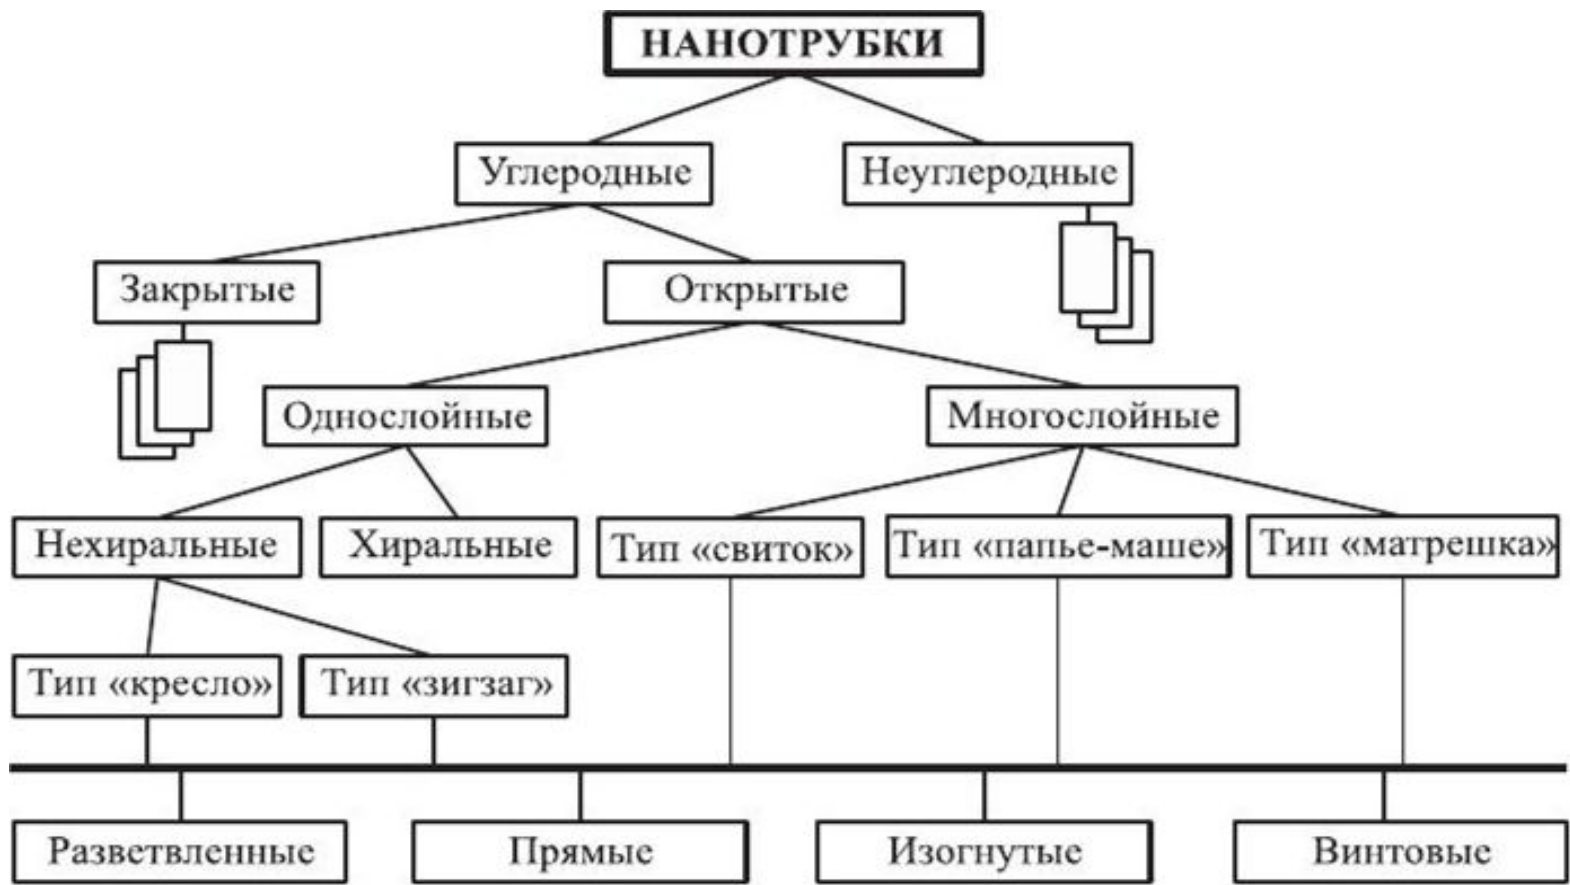 НАНОТРУБКИ
Углеродные
Неуглеродные
Закрытые
Открытые
Однослойные
Многослойные
Нехиральные
Хиральные
Тип «свиток»
Тип «папье-маше»
Тип «матрешка»
Тип «кресло»
Тип «зигзаг»
Разветвленные
Прямые
Изогнутые
Винтовые